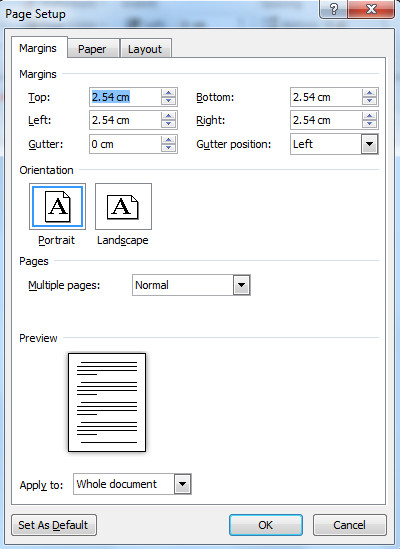 Page Setup
Margins Paper Layout
Margins
Top: 2.54 cm Bottom: 2.54 cm
Left: 2.54 cm Right: 2.54 cm
Gutter: 0 cm Gutter position: Left
Orientation
A A
Portrait Landscape
Pages
Multiple pages: Normal
Preview
Apply to: Whole document
Set As Default OK Cancel